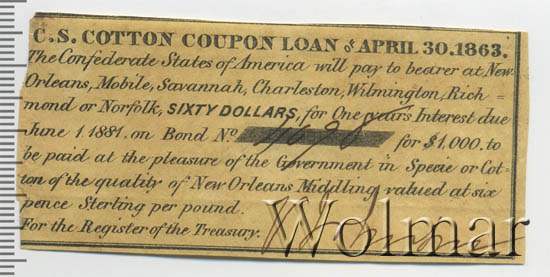 C.S. COTTON COUPON LOAN of APRIL 30. 1863.
The Confederate States of America will pay to bearer at New
Orleans, Mobile, Savannah, Charleston, Wilmington, Rich =
mond or Norfolk, SIXTY DOLLARS, for One years Interest due
June 1. 1881. on Bond No. 4698 for $1,000. to
be paid at the pleasure of the Government in Specie or Cot-
ton of the quality of New Orleans Middling valued at six
pence Sterling per pound.
For the Register of the Treasury.
Wolmar